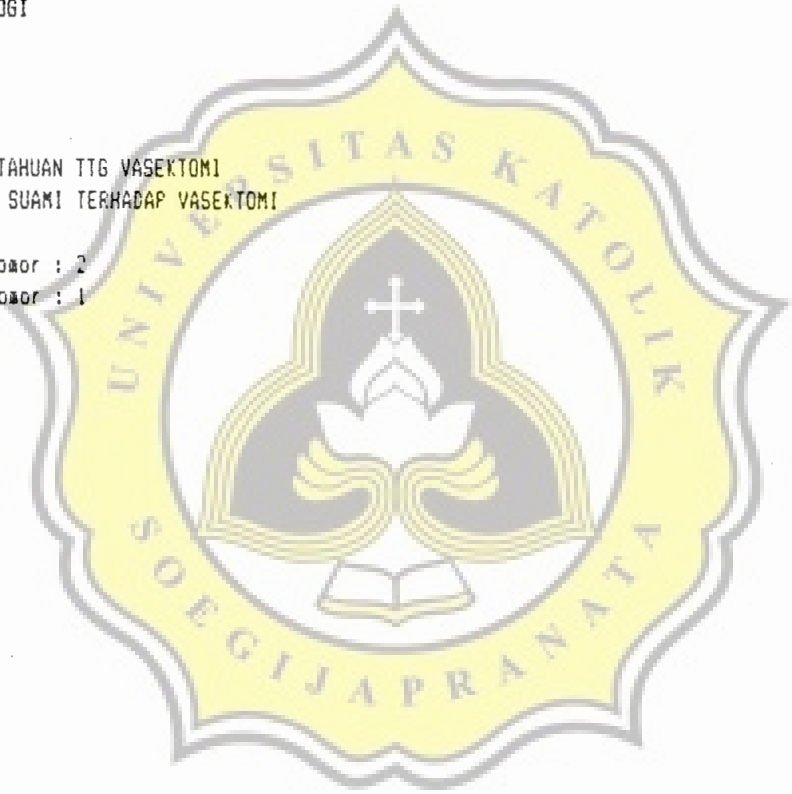 OGI
TAHUAN TTG VASEKTOMI
SUAMI TERHADAP VASEKTOMI
omor : 2
omor : 1
UNIVERSITAS KATOLIK
SOEGIJAPRANATA